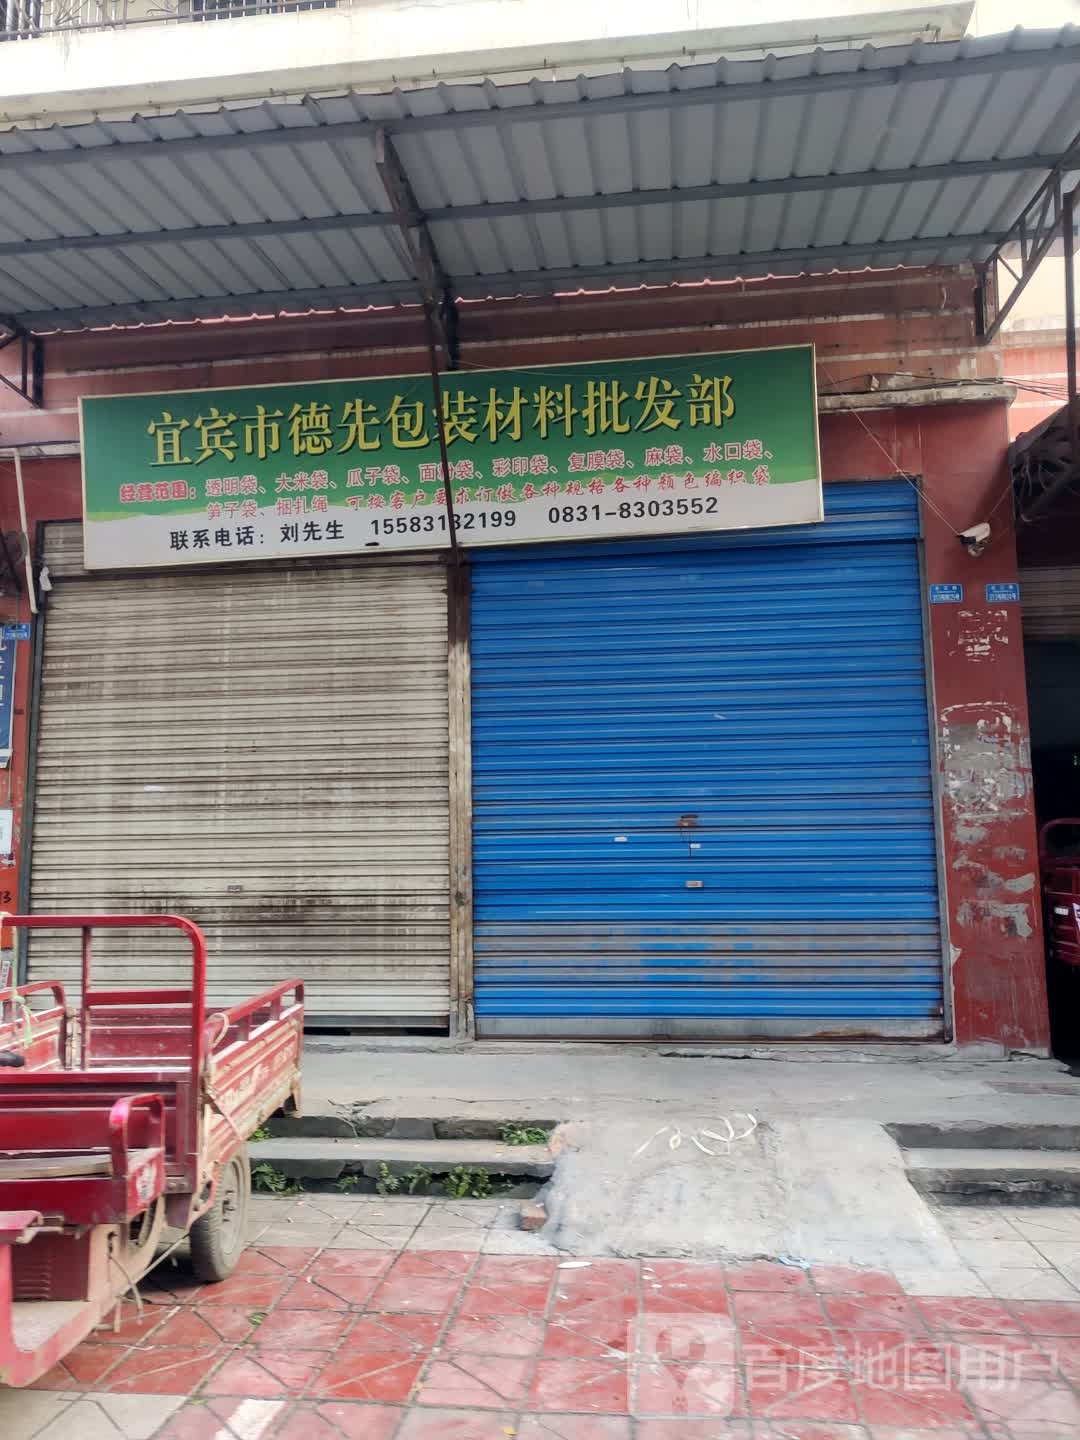 宜宾市德先包装材料批发部
经营范围：透明袋、大米袋、瓜子袋、面粉袋、彩印袋、复膜袋、麻袋、水口袋、
笋子袋、捆扎绳 可按客户要求订做各种规格各种颜色编织袋
联系电话：刘先生 15583132199 0831-8303552
百度地图用户